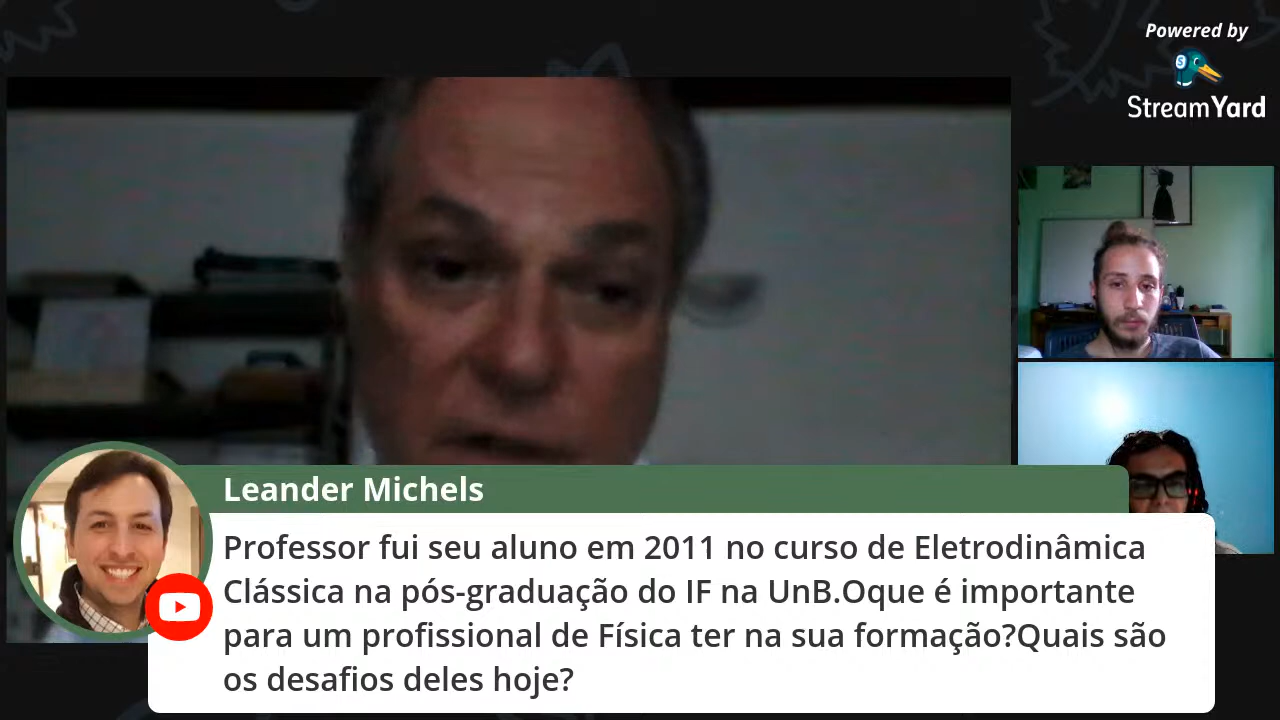 Powered by
StreamYard
Leander Michels
Professor fui seu aluno em 2011 no curso de Eletrodinâmica
Clássica na pós-graduação do IF na UnB.Oque é importante
para um profissional de Física ter na sua formação?Quais são
os desafios deles hoje?